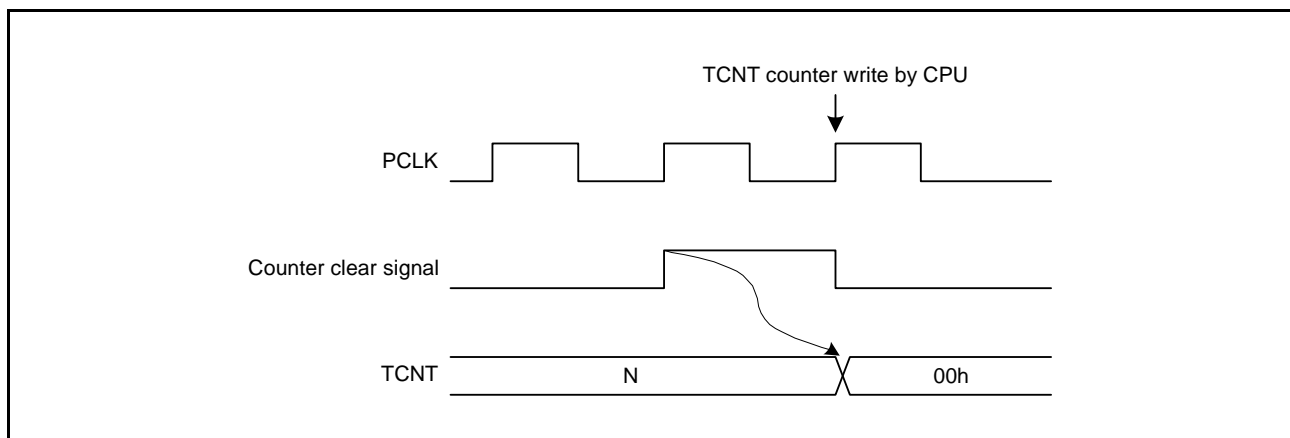 TCNT counter write by CPU
PCLK
Counter clear signal
TCNT
N
00h